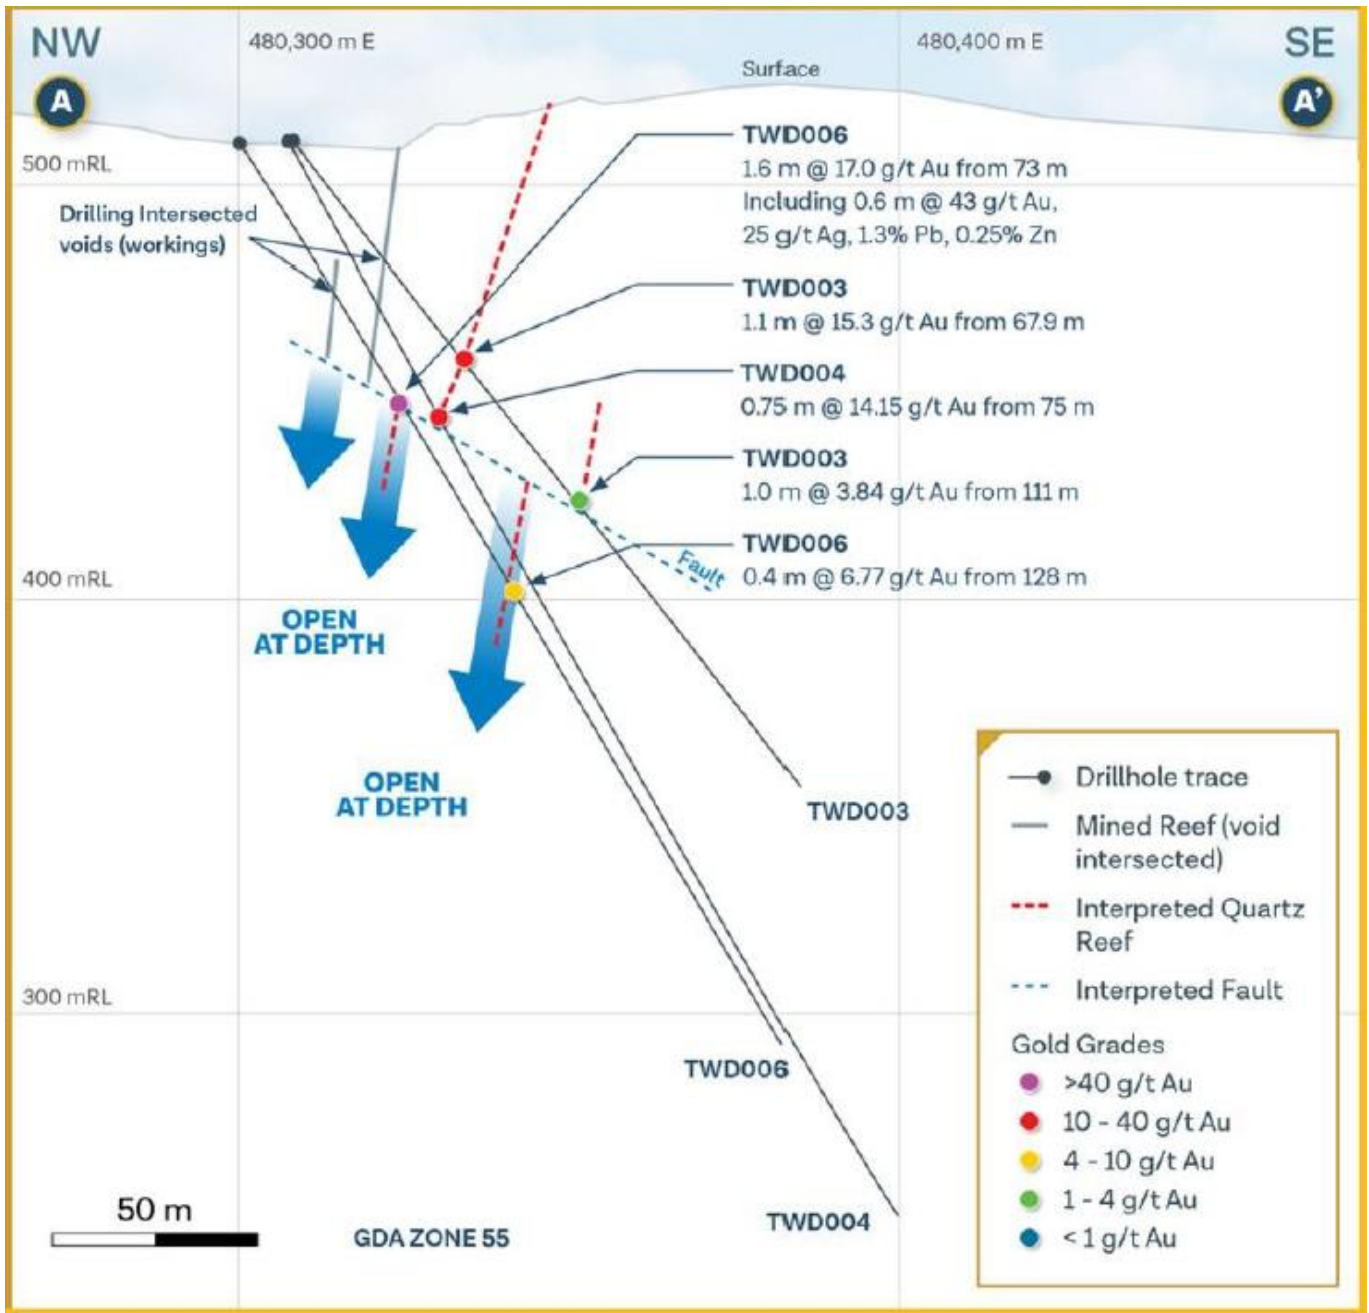 NW
480,300 m E
480,400 m E
SE
A
Surface
A'
500 mRL
Drilling Intersected
voids (workings)
TWD006
1.6 m @ 17.0 g/t Au from 73 m
Including 0.6 m @ 43 g/t Au,
25 g/t Ag, 1.3% Pb, 0.25% Zn
TWD003
1.1 m @ 15.3 g/t Au from 67.9 m
TWD004
0.75 m @ 14.15 g/t Au from 75 m
TWD003
1.0 m @ 3.84 g/t Au from 111 m
TWD006
0.4 m @ 6.77 g/t Au from 128 m
Fault
400 mRL
OPEN
AT DEPTH
OPEN
AT DEPTH
TWD003
300 mRL
TWD006
TWD004
50 m
GDA ZONE 55
Drillhole trace
Mined Reef (void
intersected)
Interpreted Quartz
Reef
Interpreted Fault
Gold Grades
>40 g/t Au
10 - 40 g/t Au
4 - 10 g/t Au
1 - 4 g/t Au
< 1 g/t Au